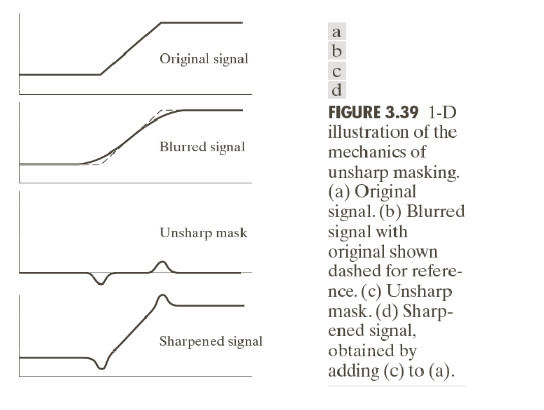 Original signal
Blurred signal
Unsharp mask
Sharpened signal
a
b
c
d
FIGURE 3.39 1-D
illustration of the
mechanics of
unsharp masking.
(a) Original
signal. (b) Blurred
signal with
original shown
dashed for refere-
nce. (c) Unsharp
mask. (d) Sharp-
ened signal,
obtained by
adding (c) to (a).